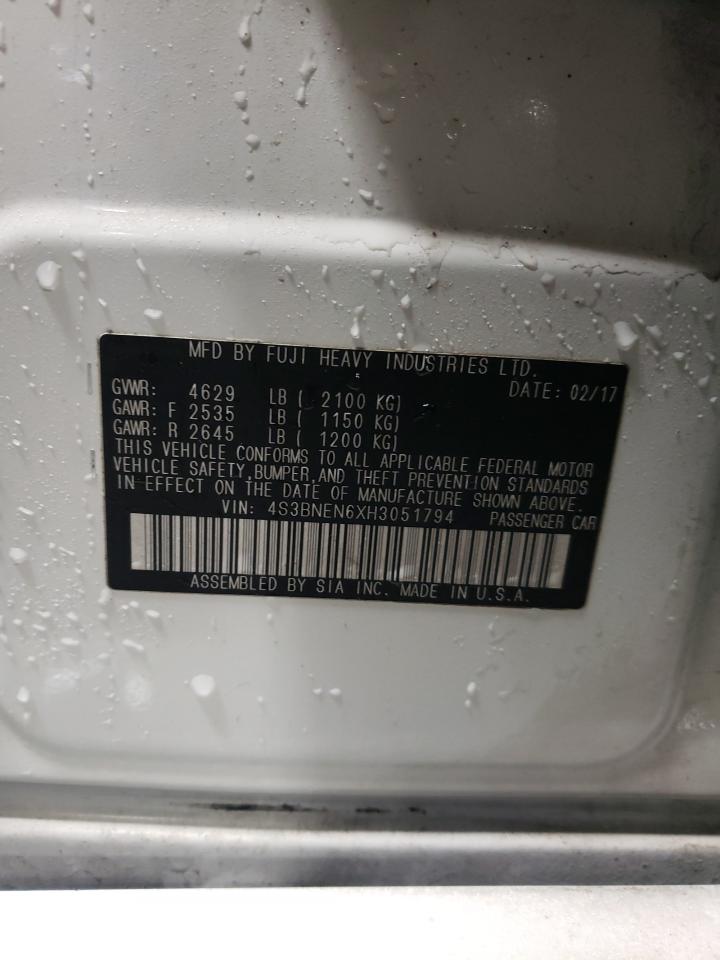 MFD BY FUJI HEAVY INDUSTRIES LTD.
DATE: 02/17
GVWR: 4629 LB ( 2100 KG)
GAWR: F 2535 LB ( 1150 KG)
GAWR: R 2645 LB ( 1200 KG)
THIS VEHICLE CONFORMS TO ALL APPLICABLE FEDERAL MOTOR
VEHICLE SAFETY, BUMPER, AND THEFT PREVENTION STANDARDS
IN EFFECT ON THE DATE OF MANUFACTURE SHOWN ABOVE.
VIN: 4S3BNEN6XH3051794 PASSENGER CAR
ASSEMBLED BY SIA INC. MADE IN U.S.A.